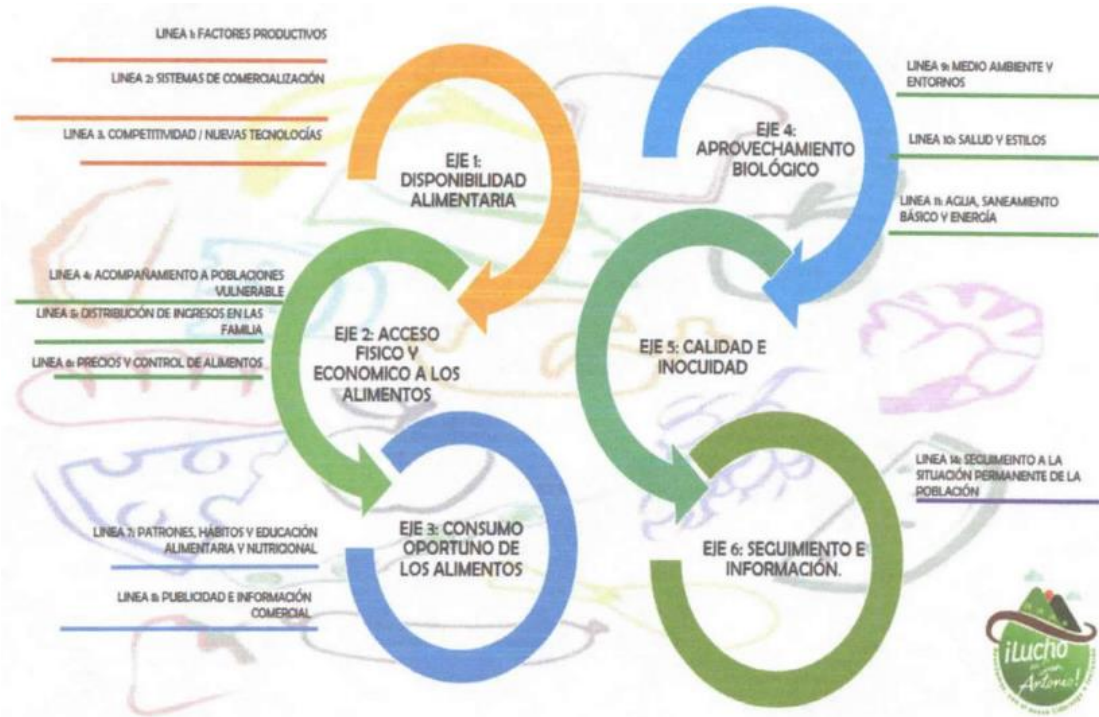 LINEA 1: FACTORES PRODUCTIVOS
LINEA 2: SISTEMAS DE COMERCIALIZACIÓN
LINEA 3. COMPETITIVIDAD / NUEVAS TECNOLOGÍAS
EJE 1:
DISPONIBILIDAD
ALIMENTARIA
LINEA 4: ACOMPAÑAMIENTO A POBLACIONES
VULNERABLE
LINEA 5: DISTRIBUCIÓN DE INGRESOS EN LAS
FAMILIA
LINEA 6: PRECIOS Y CONTROL DE ALIMENTOS
EJE 2: ACCESO
FISICO Y
ECONOMICO A LOS
ALIMENTOS
LINEA 7: PATRONES, HÁBITOS Y EDUCACIÓN
ALIMENTARIA Y NUTRICIONAL
LINEA 8: PUBLICIDAD E INFORMACIÓN
COMERCIAL
EJE 3: CONSUMO
OPORTUNO DE
LOS ALIMENTOS
EJE 4:
APROVECHAMIENTO
BIOLÓGICO
LINEA 9: MEDIO AMBIENTE Y
ENTORNOS
LINEA 10: SALUD Y ESTILOS
LINEA 11: AGUA, SANEAMIENTO
BÁSICO Y ENERGÍA
EJE 5: CALIDAD E
INOCUIDAD
EJE 6: SEGUIMIENTO E
INFORMACIÓN.
LINEA 14: SEGUIMEINTO A LA
SITUACIÓN PERMANENTE DE LA
POBLACIÓN
¡Lucho
Antonio!